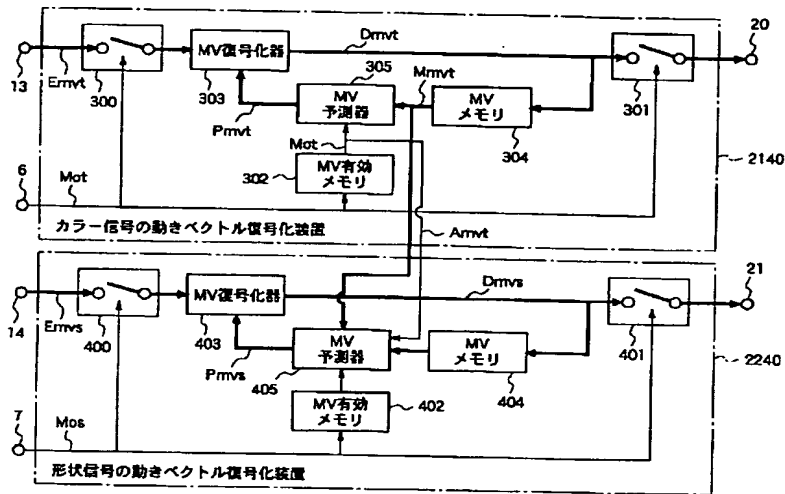 Dmvt
20
MV復号化器
305
Mmvt
13
Emvt
300
303
MV
予測器
MV
メモリ
301
Pmvt
304
Mot
6
302
MV有効
メモリ
2140
Mot
カラー信号の動きベクトル復号化装置
Amvt
21
MV復号化器
Dmvs
14
Emvs
400
403
MV
予測器
MV
メモリ
401
Pmvs
405
404
2240
402
7
MV有効
メモリ
Mos
形状信号の動きベクトル復号化装置